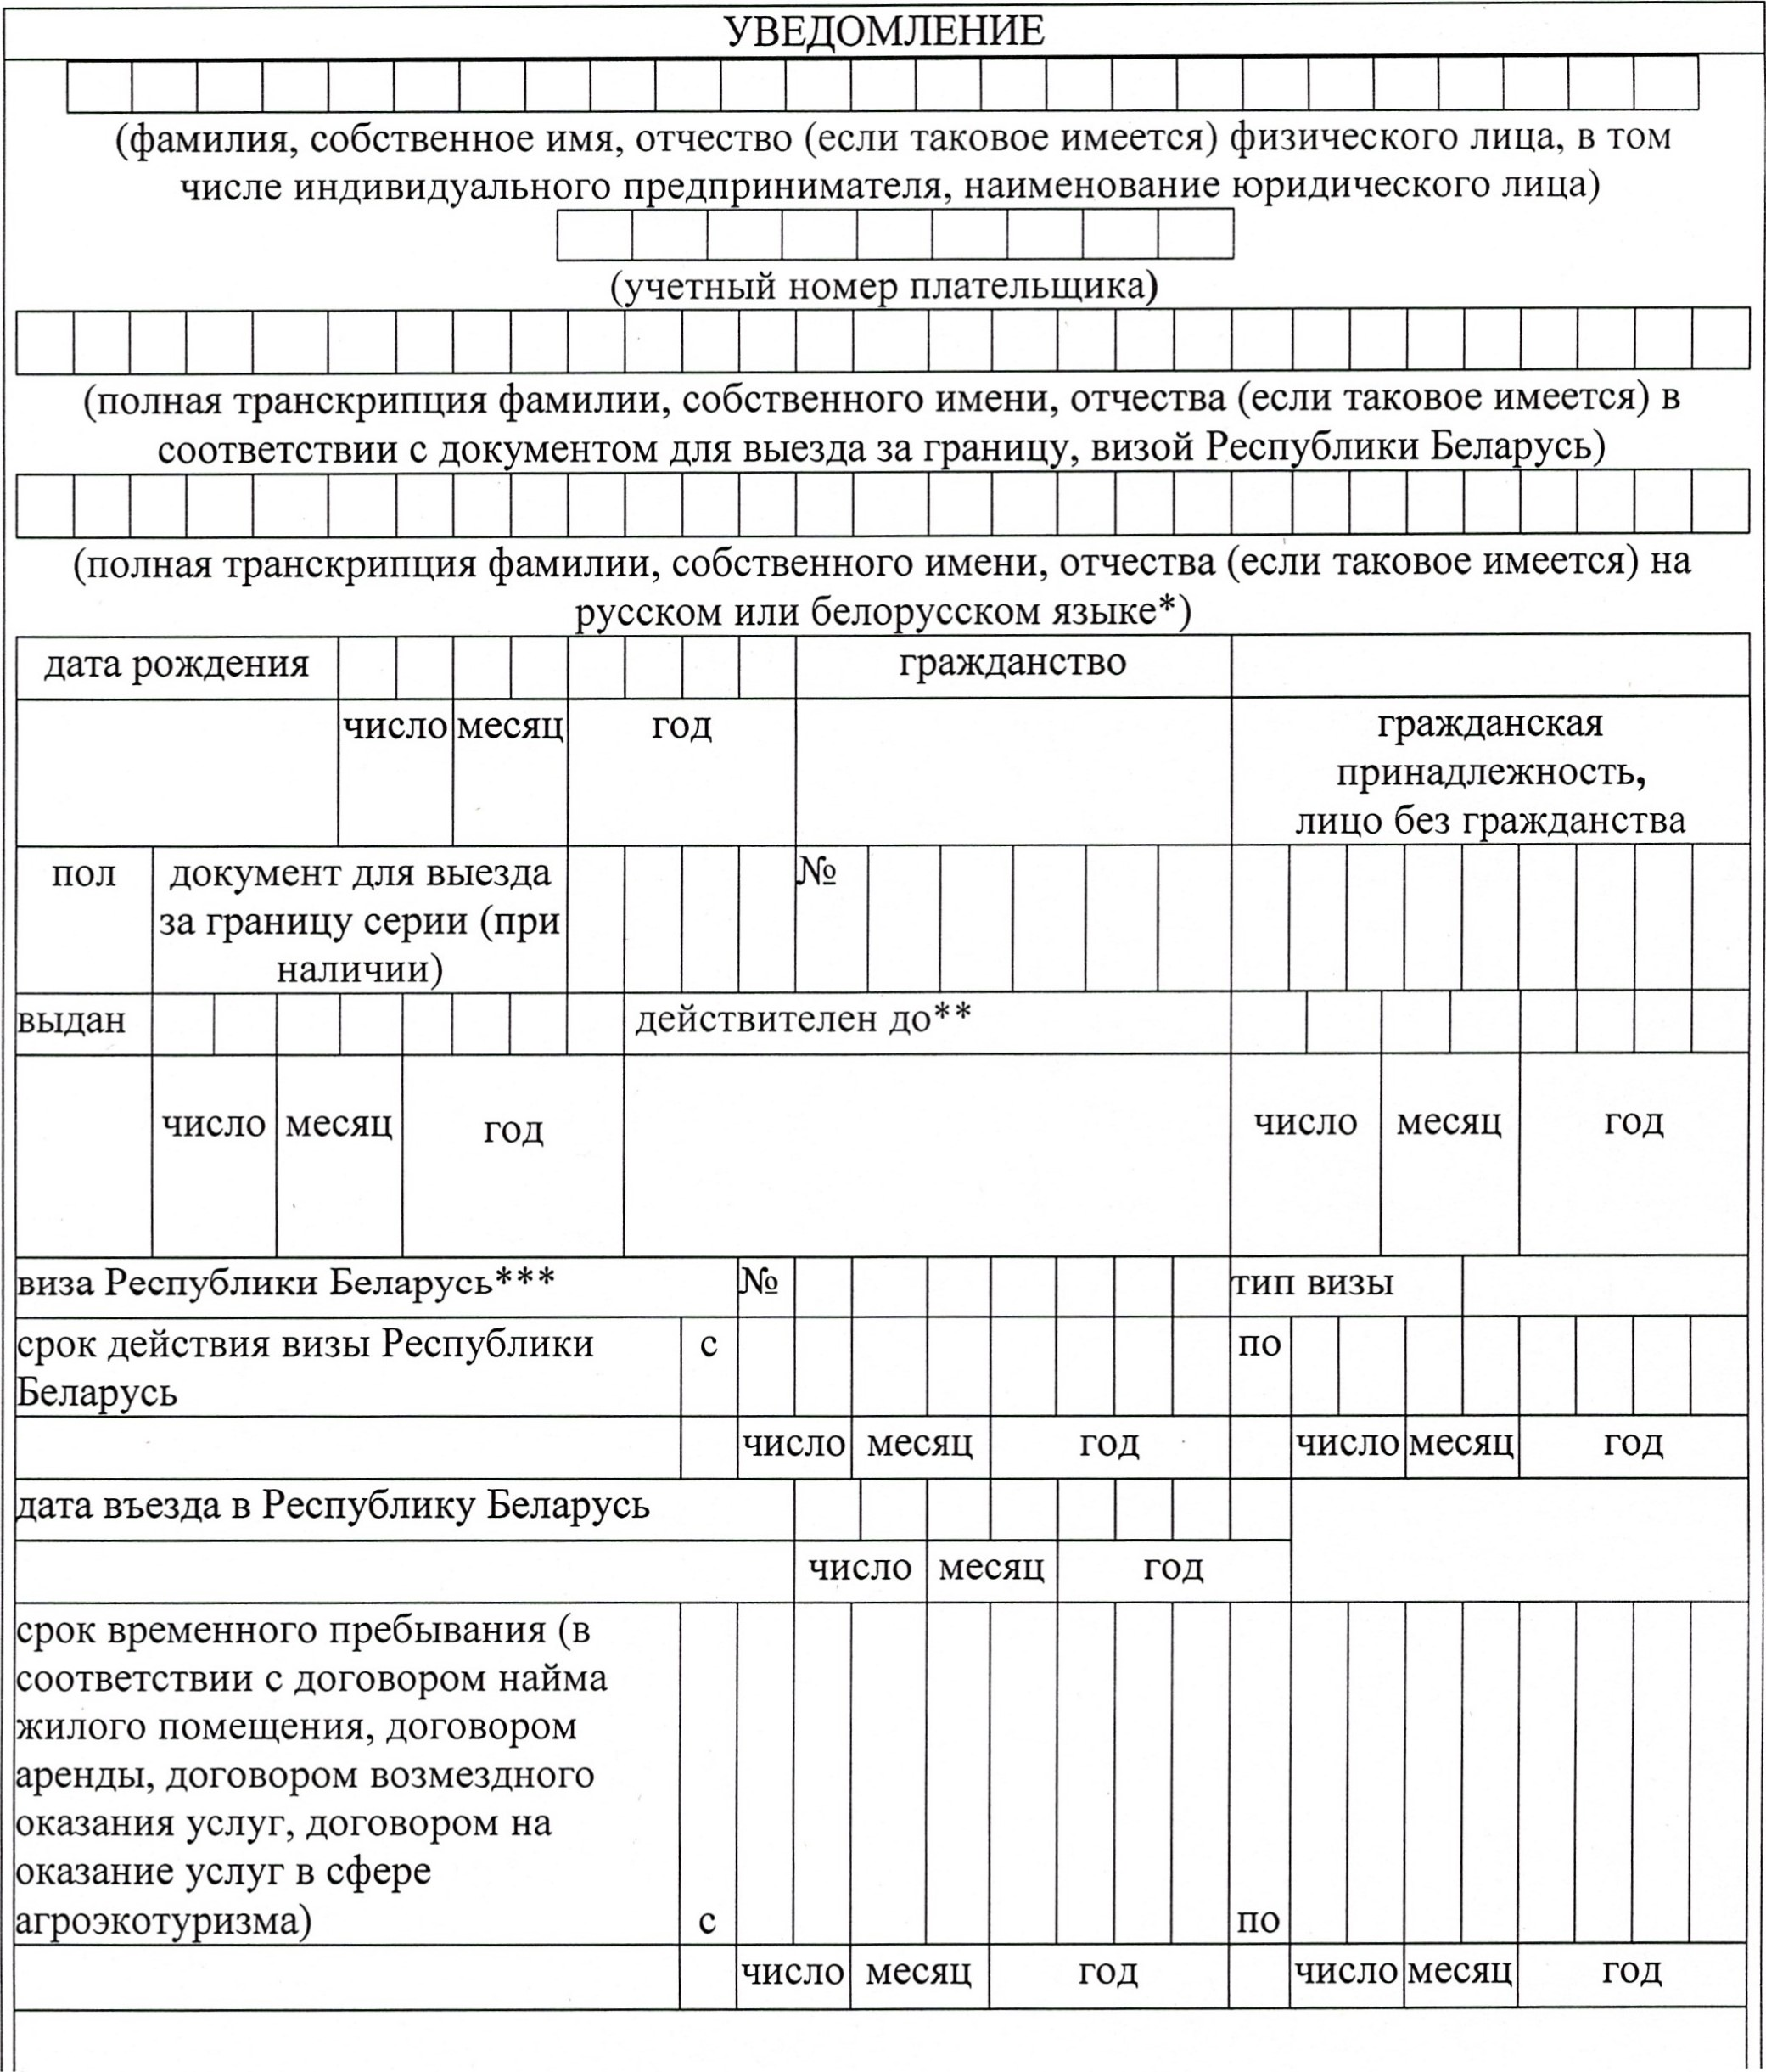 УВЕДОМЛЕНИЕ
(фамилия, собственное имя, отчество (если таковое имеется) физического лица, в том
числе индивидуального предпринимателя, наименование юридического лица)
(учетный номер плательщика)
(полная транскрипция фамилии, собственного имени, отчества (если таковое имеется) в
соответствии с документом для выезда за границу, визой Республики Беларусь)
(полная транскрипция фамилии, собственного имени, отчества (если таковое имеется) на
русском или белорусском языке*)
дата рождения гражданство
число месяц год гражданская
принадлежность,
лицо без гражданства
пол документ для выезда №
за границу серии (при
наличии)
выдан действителен до**
число месяц год число месяц год
виза Республики Беларусь*** № тип визы
срок действия визы Республики с по
Беларусь
число месяц год число месяц год
дата въезда в Республику Беларусь
число месяц год
срок временного пребывания (в
соответствии с договором найма
жилого помещения, договором
аренды, договором возмездного
оказания услуг, договором на
оказание услуг в сфере
агроэкотуризма) с по
число месяц год число месяц год